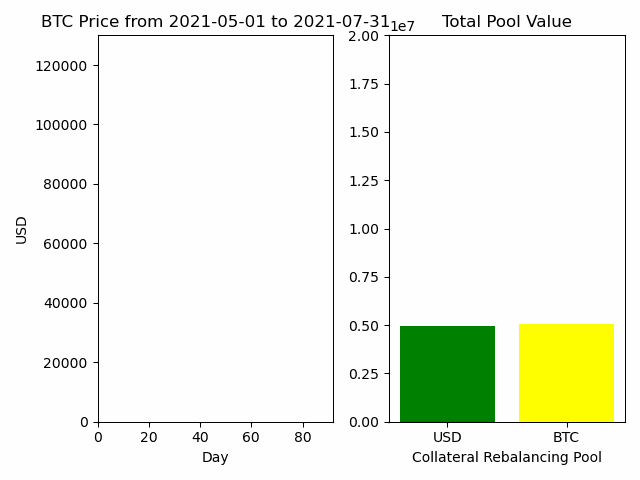 BTC Price from 2021-05-01 to 2021-07-31
USD
120000
100000
80000
60000
40000
20000
0
0 20 40 60 80
Day
Total Pool Value
1e7
2.00
1.75
1.50
1.25
1.00
0.75
0.50
0.25
0.00
USD BTC
Collateral Rebalancing Pool